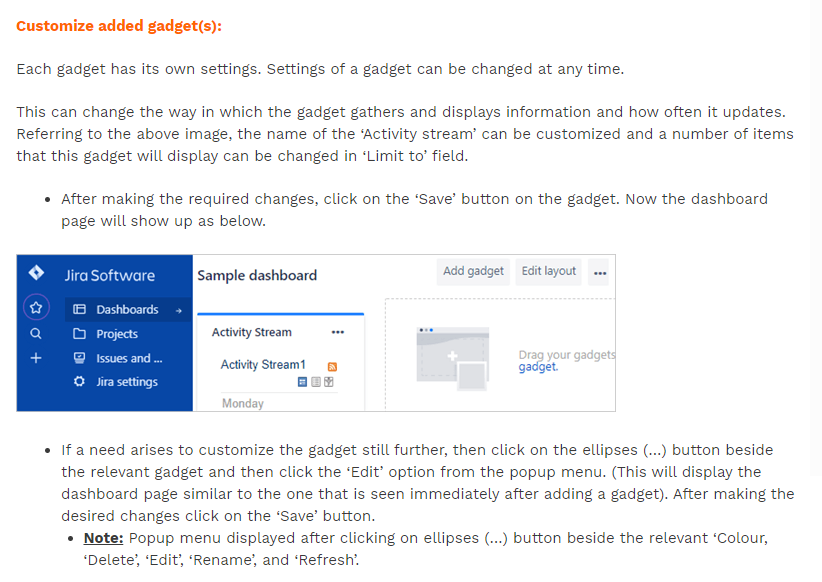 Customize added gadget(s):
Each gadget has its own settings. Settings of a gadget can be changed at any time.
This can change the way in which the gadget gathers and displays information and how often it updates.
Referring to the above image, the name of the ‘Activity stream’ can be customized and a number of items
that this gadget will display can be changed in ‘Limit to’ field.
• After making the required changes, click on the ‘Save’ button on the gadget. Now the dashboard
page will show up as below.
Jira Software
Dashboards →
Projects
Issues and ...
Jira settings
Sample dashboard
Add gadget
Edit layout
•••
Activity Stream •••
Activity Stream1
Monday
Drag your gadgets
gadget.
• If a need arises to customize the gadget still further, then click on the ellipses (…) button beside
the relevant gadget and then click the ‘Edit’ option from the popup menu. (This will display the
dashboard page similar to the one that is seen immediately after adding a gadget). After making the
desired changes click on the ‘Save’ button.
• Note: Popup menu displayed after clicking on ellipses (…) button beside the relevant ‘Colour,
‘Delete’, ‘Edit’, ‘Rename’, and ‘Refresh’.